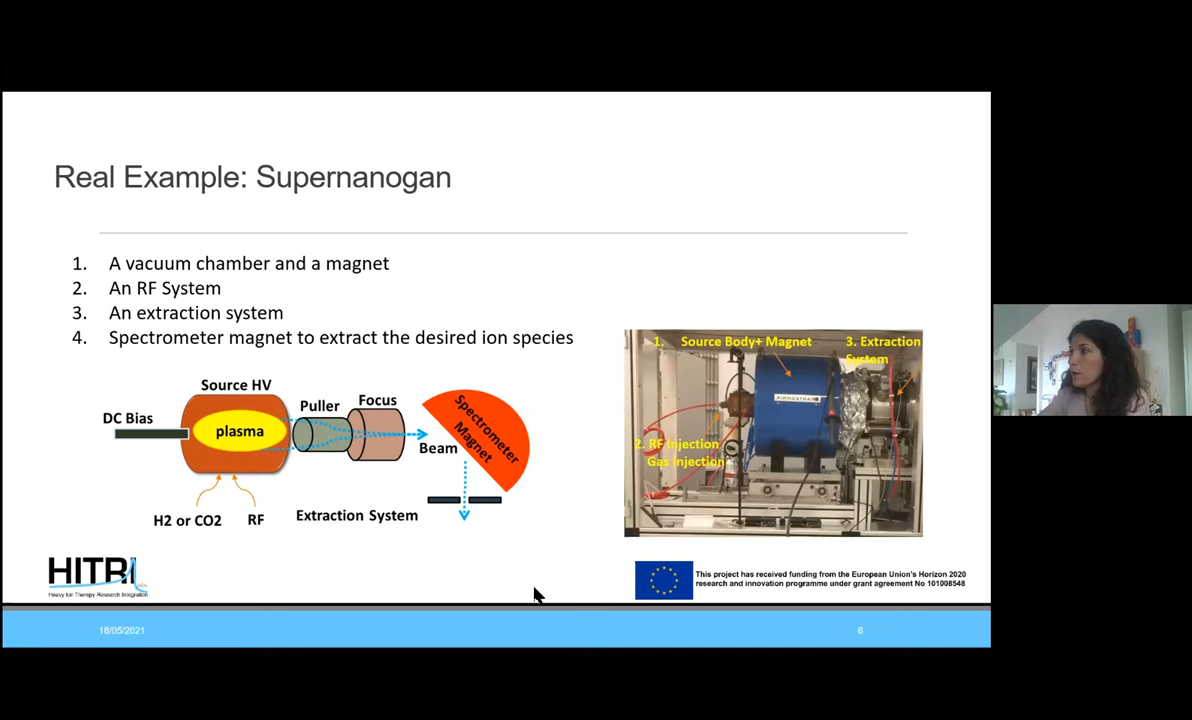 Real Example: Supernanogan
1. A vacuum chamber and a magnet
2. An RF System
3. An extraction system
4. Spectrometer magnet to extract the desired ion species
Source HV
DC Bias
plasma
Puller
Focus
Beam
Spectrometer
Magnet
H2 or CO2
RF
Extraction System
1. Source Body+ Magnet
3. Extraction
System
2. RF Injection
Gas Injection
PANTECHNIK
HITRI
Heavy Ion Therapy Research Integration
This project has received funding from the European Union's Horizon 2020
research and innovation programme under grant agreement No 101008548
18/05/2021
6